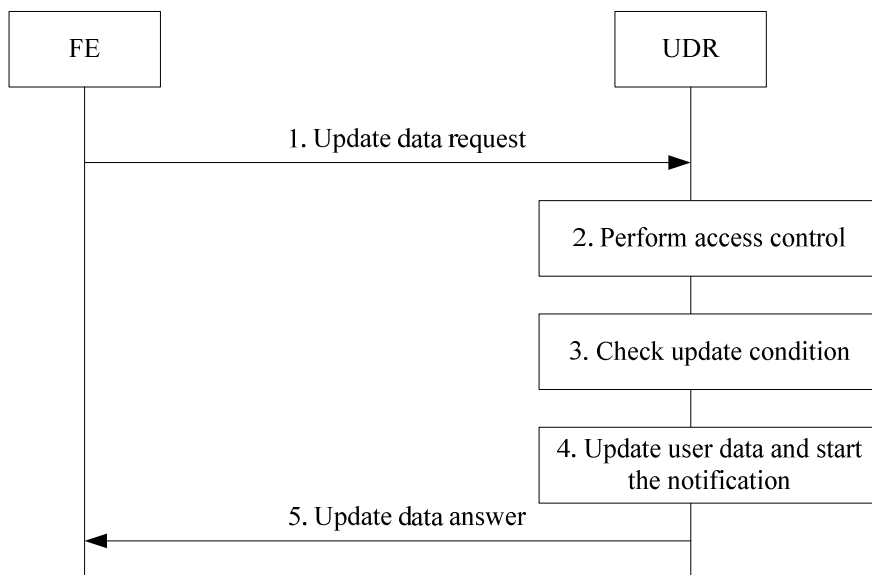 FE
UDR
1. Update data request
2. Perform access control
3. Check update condition
4. Update user data and start
the notification
5. Update data answer